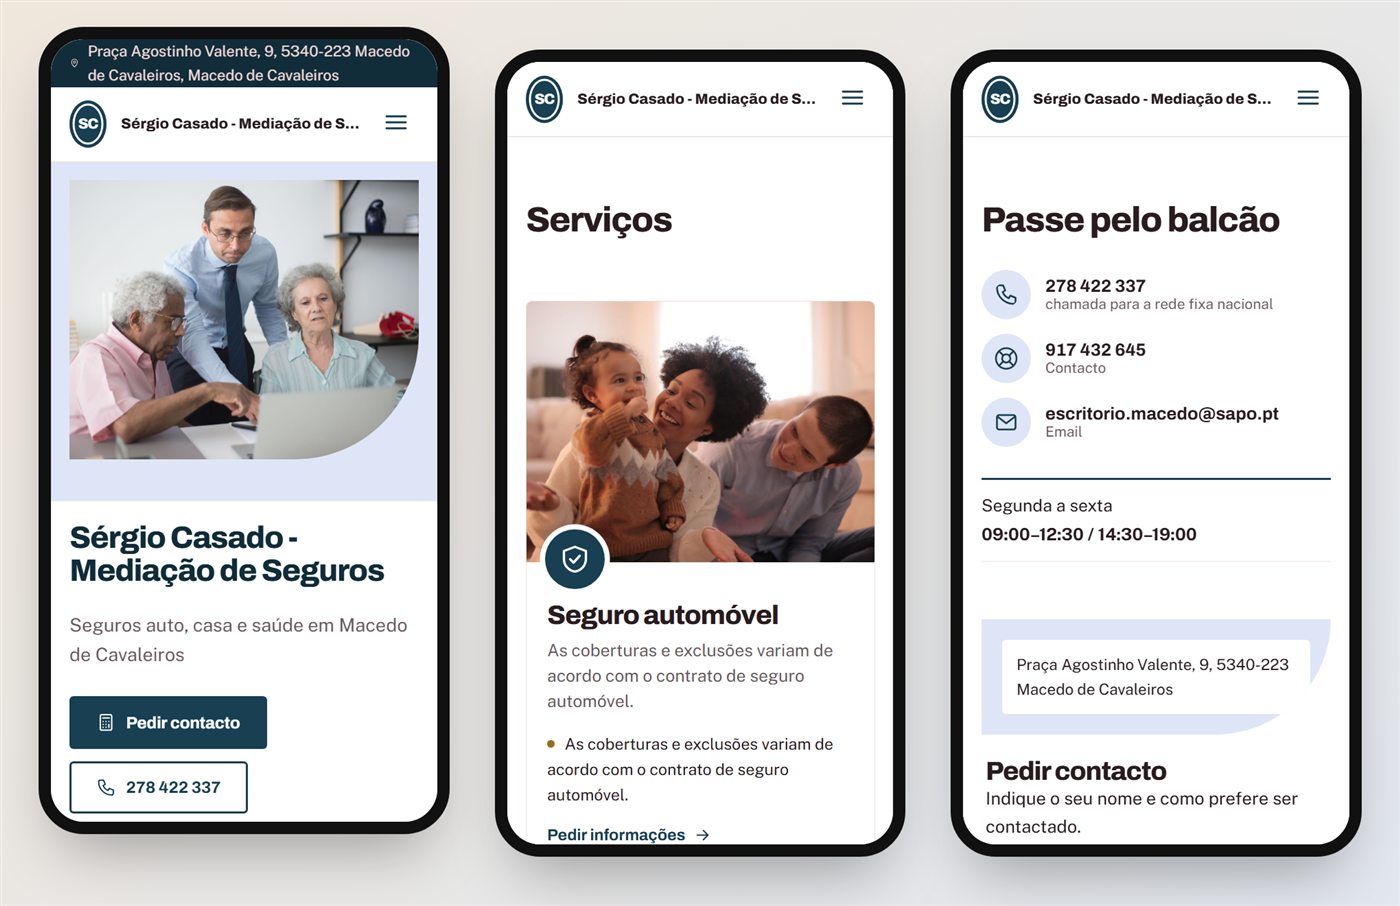 Praça Agostinho Valente, 9, 5340-223 Macedo
de Cavaleiros, Macedo de Cavaleiros
SC
Sérgio Casado - Mediação de S...
Sérgio Casado -
Mediação de Seguros
Seguros auto, casa e saúde em Macedo
de Cavaleiros
Pedir contacto
278 422 337
SC
Sérgio Casado - Mediação de S...
Serviços
Seguro automóvel
As coberturas e exclusões variam de
acordo com o contrato de seguro
automóvel.
As coberturas e exclusões variam de
acordo com o contrato de seguro
automóvel.
Pedir informações
SC
Sérgio Casado - Mediação de S...
Passe pelo balcão
278 422 337
chamada para a rede fixa nacional
917 432 645
Contacto
escritorio.macedo@sapo.pt
Email
Segunda a sexta
09:00–12:30 / 14:30–19:00
Praça Agostinho Valente, 9, 5340-223
Macedo de Cavaleiros
Pedir contacto
Indique o seu nome e como prefere ser
contactado.